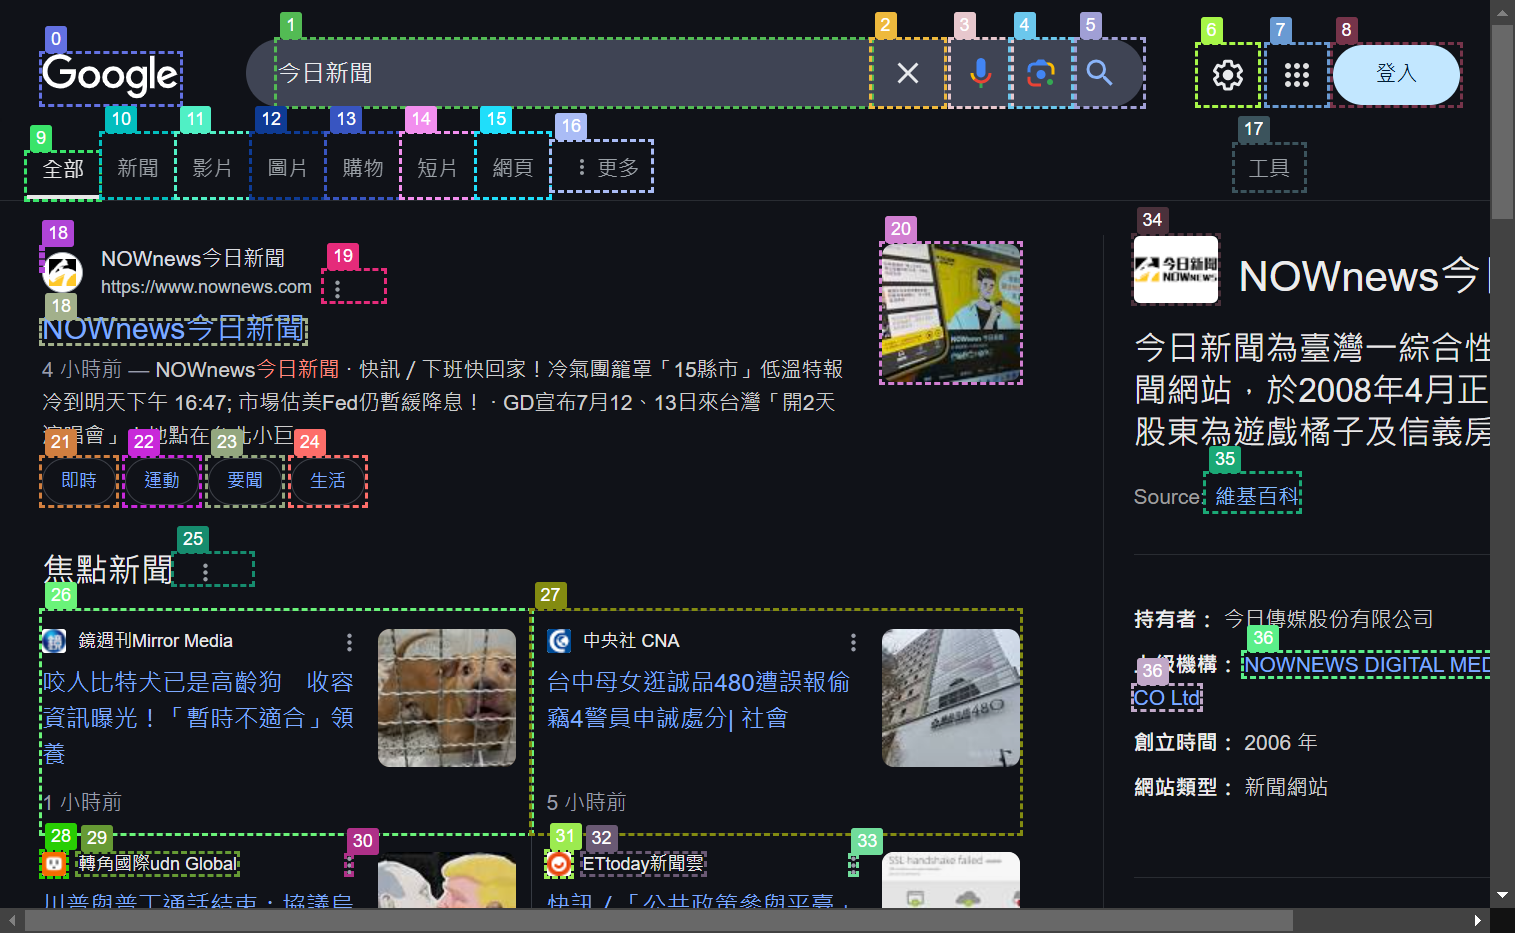 0 1 2 3 4 5 6 7 8
Google 今日新聞 登入
9 10 11 12 13 14 15 16 17
全部 新聞 影片 圖片 購物 短片 網頁 更多 工具
18 19 20 34
NOWnews今日新聞
https://www.nownews.com
18
NOWnews今日新聞
4 小時前 — NOWnews今日新聞 · 快訊 / 下班快回家！冷氣團籠罩「15縣市」低溫特報
冷到明天下午 16:47; 市場估美Fed仍暫緩降息！ · GD宣布7月12、13日來台灣「開2天
演唱會」！地點在台北小巨
21 22 23 24
即時 運動 要聞 生活
25
焦點新聞
26 27
鏡週刊Mirror Media
咬人比特犬已是高齡狗 收容
資訊曝光！「暫時不適合」領
養
1 小時前
中央社 CNA
台中母女逛誠品480遭誤報偷
竊4警員申誡處分| 社會
5 小時前
28 29 30 31 32 33
轉角國際udn Global
川普與普丁通話結束：協議烏
ETtoday新聞雲
快訊 / 「公共政策參與平臺」
SSL handshake failed
今日新聞
NOWnews
NOWnews今
今日新聞為臺灣一綜合性
聞網站，於2008年4月正
股東為遊戲橘子及信義房
35
Source: 維基百科
持有者： 今日傳媒股份有限公司
36
上級機構： NOWNEWS DIGITAL MED
36
CO Ltd
創立時間： 2006 年
網站類型： 新聞網站